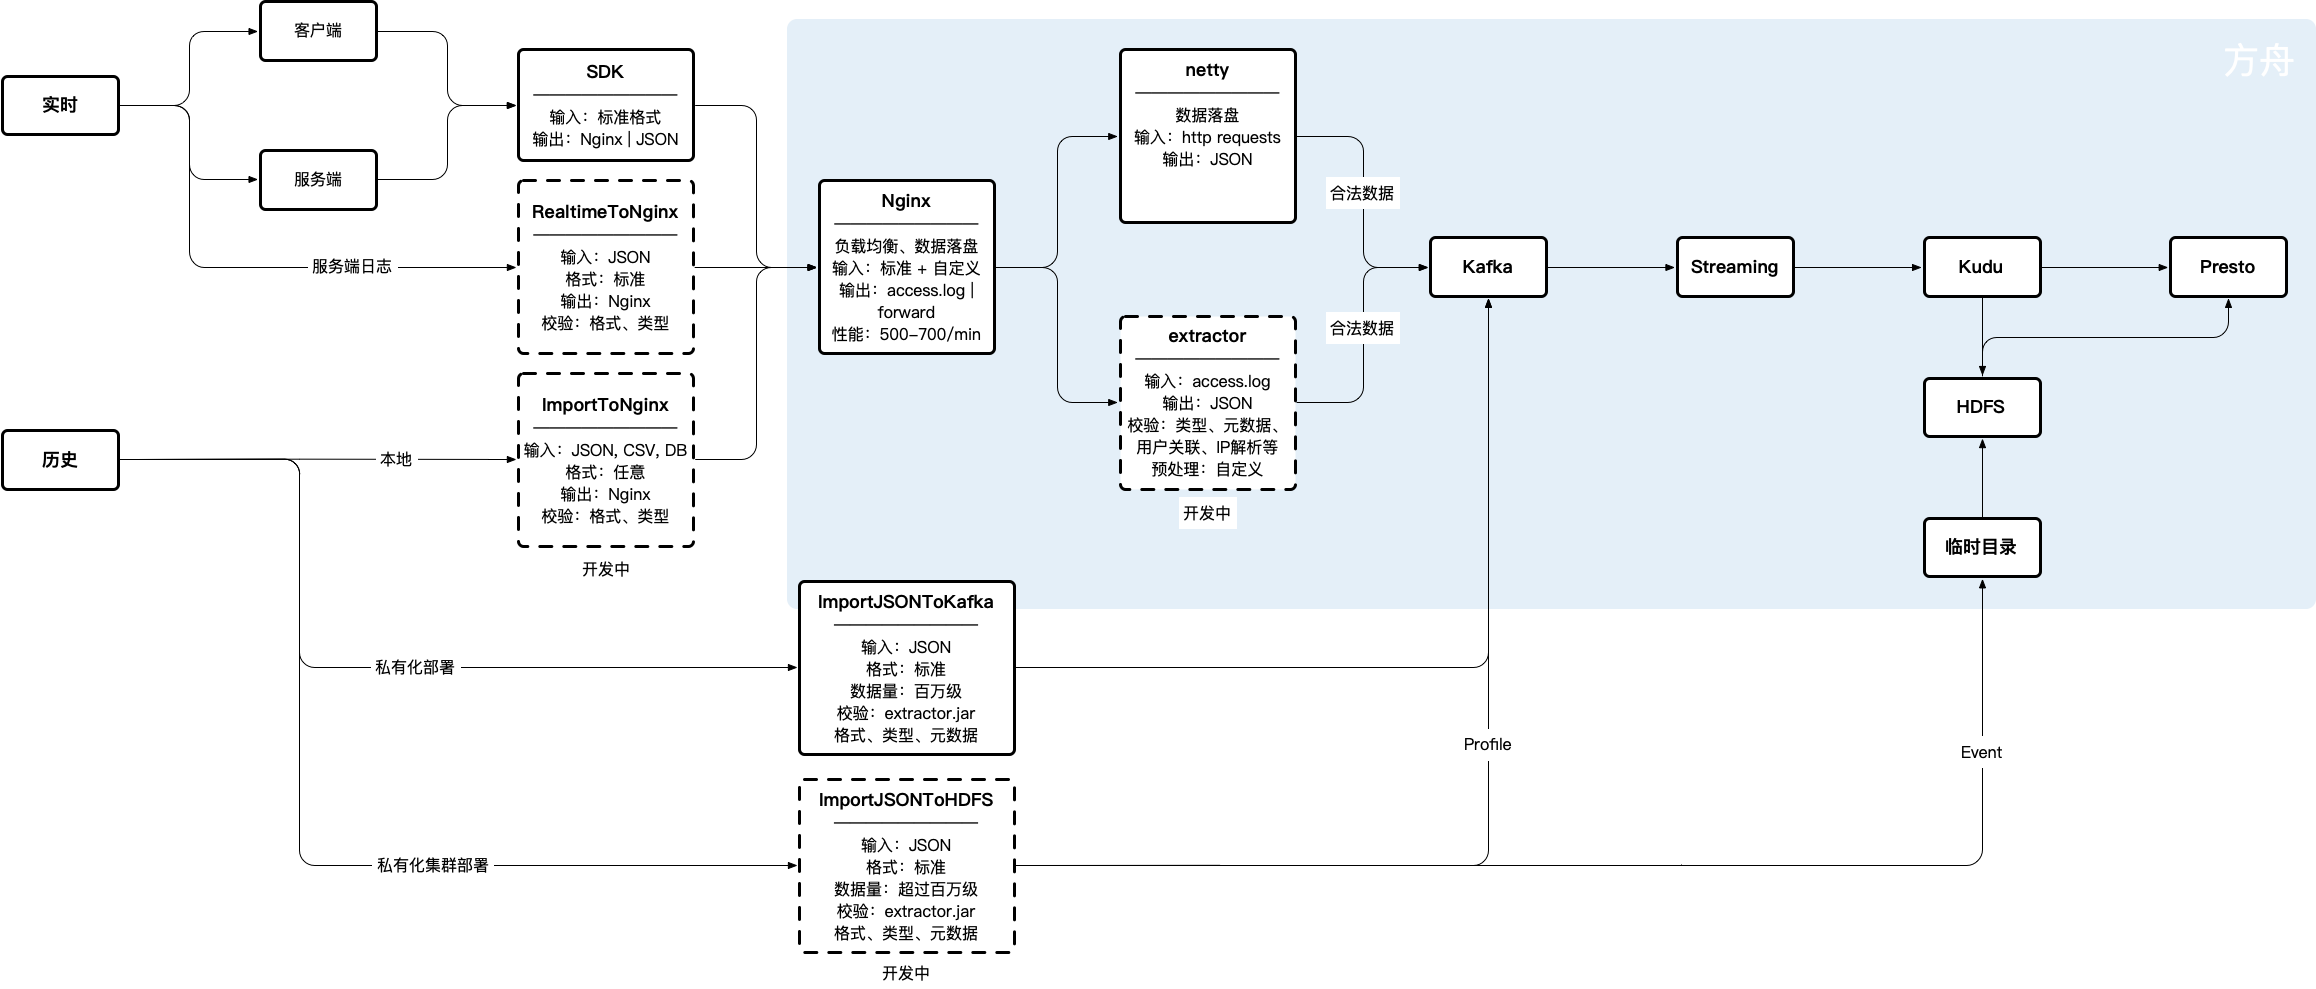 实时
客户端
服务端
服务端日志
SDK
输入：标准格式
输出：Nginx | JSON
RealtimeToNginx
输入：JSON
格式：标准
输出：Nginx
校验：格式、类型
历史
本地
ImportToNginx
输入：JSON, CSV, DB
格式：任意
输出：Nginx
校验：格式、类型
开发中
私有化部署
私有化集群部署
方舟
Nginx
负载均衡、数据落盘
输入：标准 + 自定义
输出：access.log |
forward
性能：500-700/min
netty
数据落盘
输入：http requests
输出：JSON
合法数据
extractor
输入：access.log
输出：JSON
校验：类型、元数据、
用户关联、IP解析等
预处理：自定义
开发中
合法数据
Kafka
Streaming
Kudu
Presto
HDFS
临时目录
ImportJSONToKafka
输入：JSON
格式：标准
数据量：百万级
校验：extractor.jar
格式、类型、元数据
Profile
Event
ImportJSONToHDFS
输入：JSON
格式：标准
数据量：超过百万级
校验：extractor.jar
格式、类型、元数据
开发中